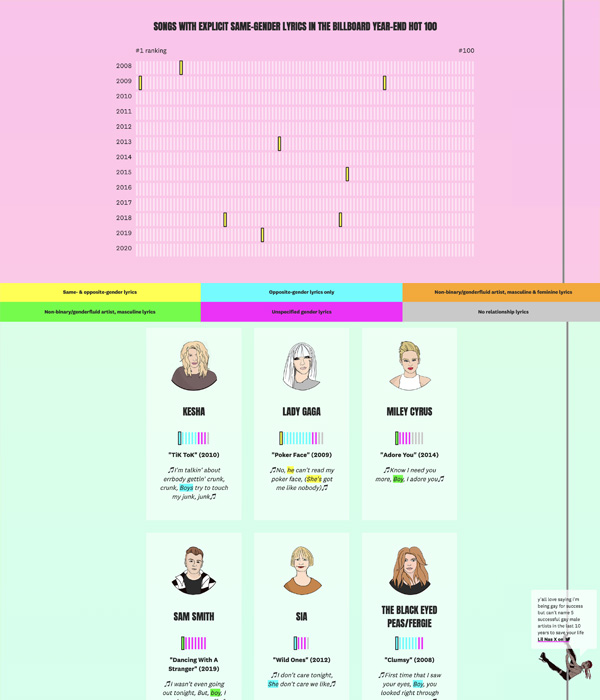 SONGS WITH EXPLICIT SAME-GENDER LYRICS IN THE BILLBOARD YEAR-END HOT 100
#1 ranking
#100
2008
2009
2010
2011
2012
2013
2014
2015
2016
2017
2018
2019
2020
Same- & opposite-gender lyrics
Opposite-gender lyrics only
Non-binary/genderfluid artist, masculine & feminine lyrics
Non-binary/genderfluid artist, masculine lyrics
Unspecified gender lyrics
No relationship lyrics
KESHA
"TiK ToK" (2010)
🎵I'm talkin' about
errbody gettin' crunk,
crunk, Boys try to touch
my junk, junk🎵
LADY GAGA
"Poker Face" (2009)
🎵No, he can't read my
poker face, (She's got
me like nobody)🎵
MILEY CYRUS
"Adore You" (2014)
🎵Know I need you
more, Boy, I adore you🎵
SAM SMITH
"Dancing With A
Stranger" (2019)
🎵I wasn't even going
out tonight, But, boy, I
SIA
"Wild Ones" (2012)
🎵I don't care tonight,
She don't care we like🎵
THE BLACK EYED
PEAS/FERGIE
"Clumsy" (2008)
🎵First time that I saw
your eyes, Boy, you
looked right through
y'all love saying i'm
being gay for success
but can't name 5
successful gay male
artists in the last 10
years to save your life
Lil Nas X on